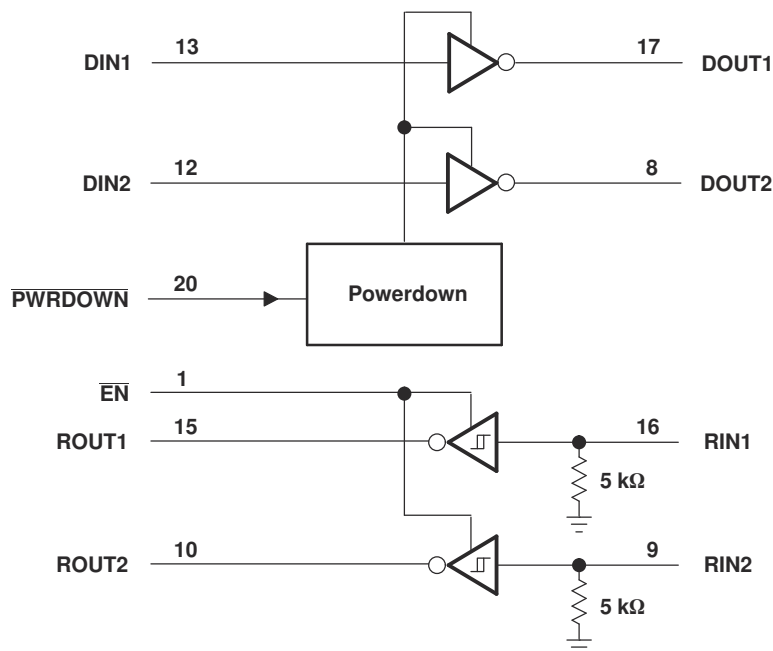 DIN1 13 17 DOUT1
DIN2 12 8 DOUT2
PWRDOWN 20 Powerdown
EN 1
ROUT1 15 16 RIN1
5 kΩ
ROUT2 10 9 RIN2
5 kΩ